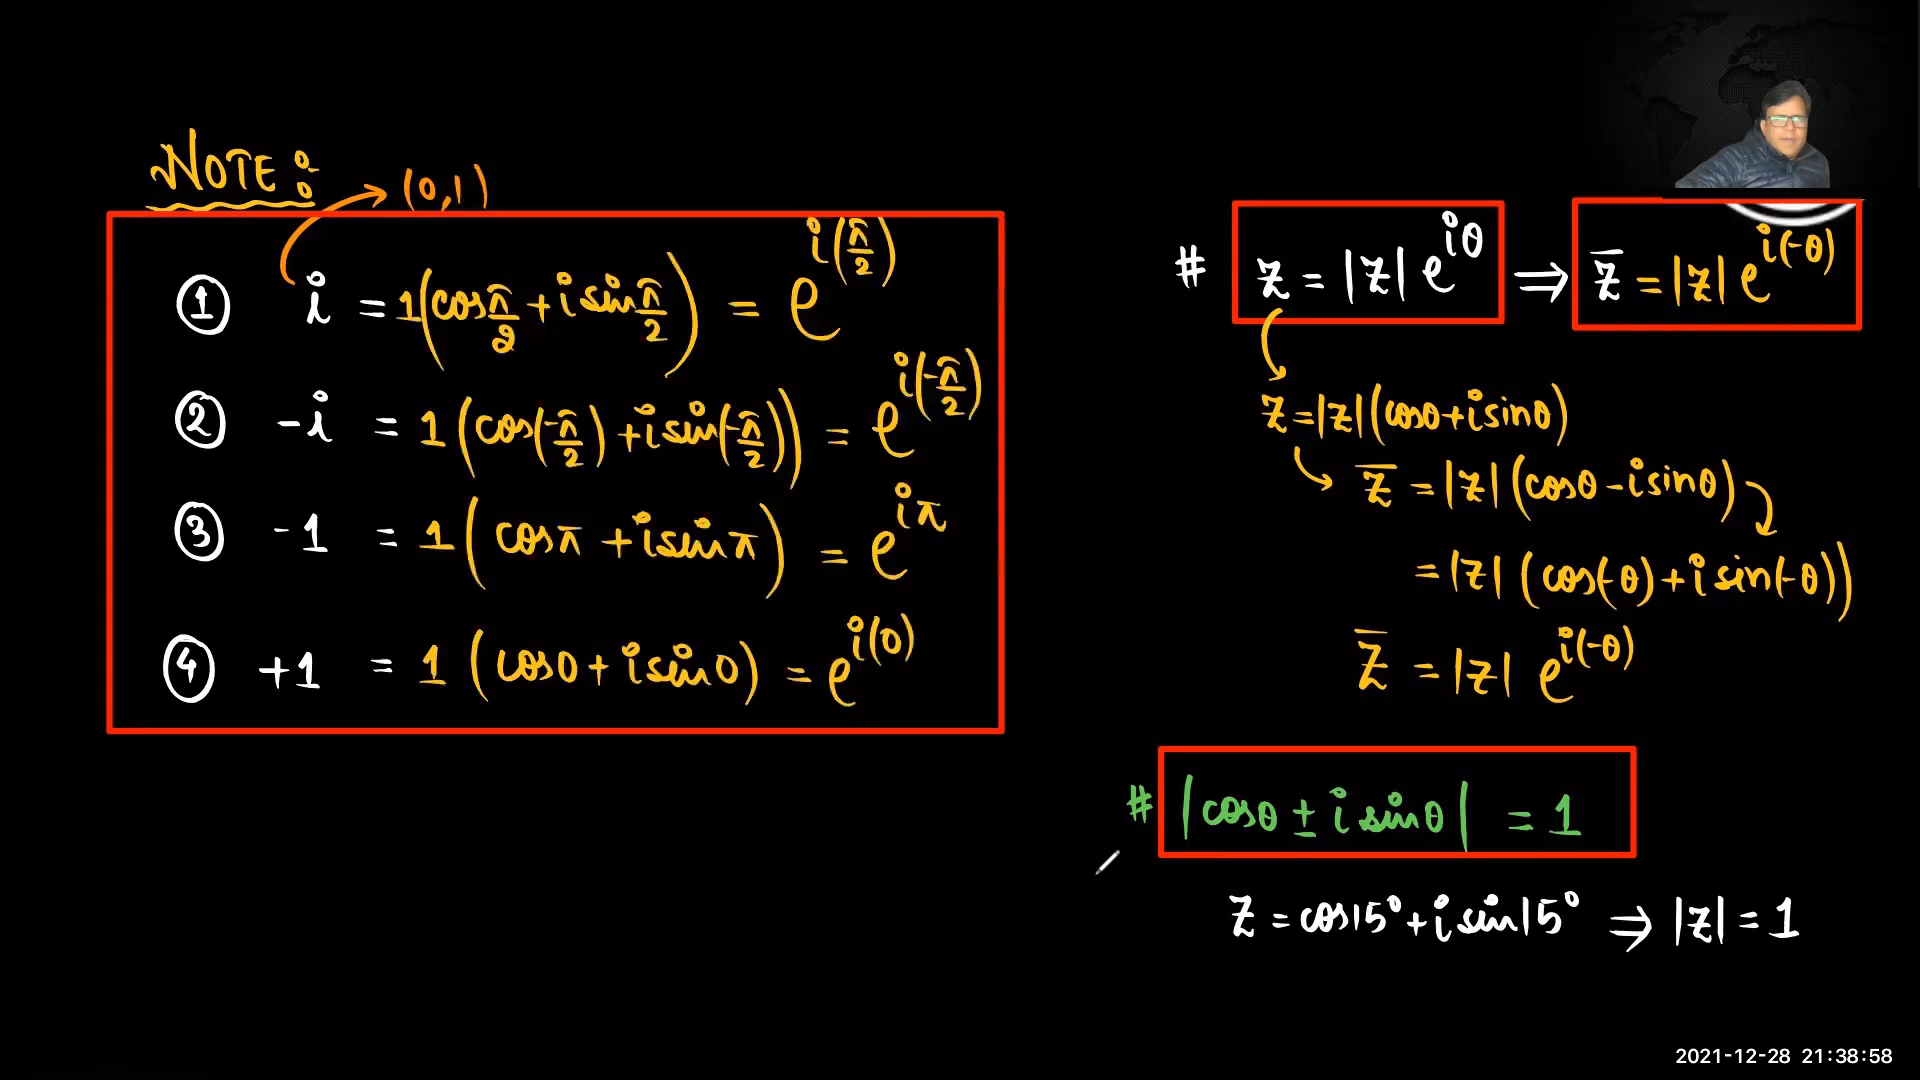 NOTE :
(0,1)
① i = 1(cos π/2 + i sin π/2) = e^{i(π/2)}
② -i = 1(cos(-π/2) + i sin(-π/2)) = e^{i(-π/2)}
③ -1 = 1(cos π + i sin π) = e^{iπ}
④ +1 = 1(cos 0 + i sin 0) = e^{i(0)}
# z = |z| e^{iθ} ⇒ z̅ = |z| e^{i(-θ)}
z = |z|(cosθ + i sinθ)
z̅ = |z|(cosθ - i sinθ)
= |z|(cos(-θ) + i sin(-θ))
z̅ = |z| e^{i(-θ)}
# |cosθ ± i sinθ| = 1
z = cos15° + i sin15° ⇒ |z| = 1
2021-12-28 21:38:58